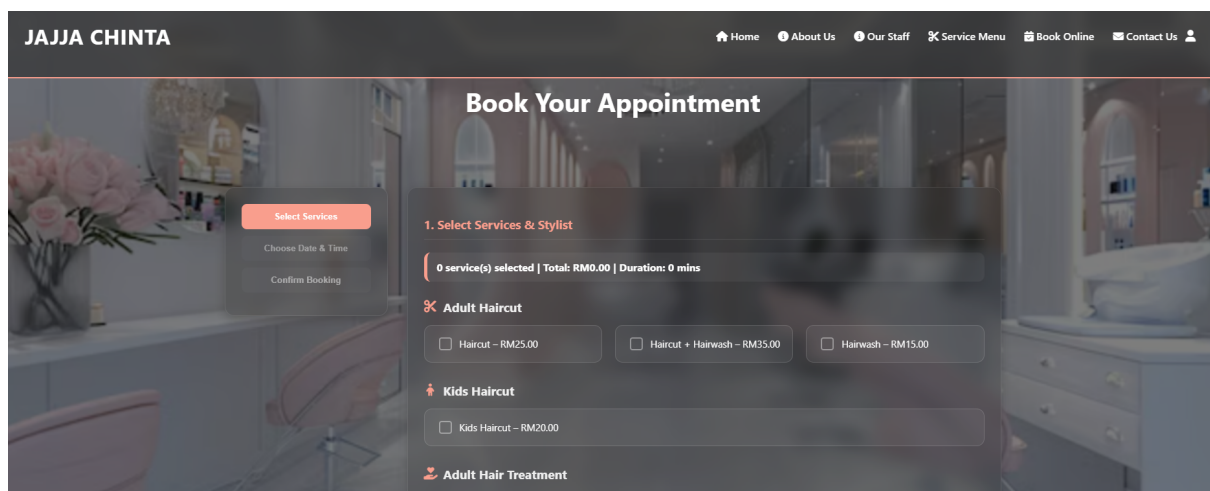 JAJJA CHINTA
Home About Us Our Staff Service Menu Book Online Contact Us
Book Your Appointment
Select Services
Choose Date & Time
Confirm Booking
1. Select Services & Stylist
0 service(s) selected | Total: RM0.00 | Duration: 0 mins
Adult Haircut
Haircut – RM25.00 Haircut + Hairwash – RM35.00 Hairwash – RM15.00
Kids Haircut
Kids Haircut – RM20.00
Adult Hair Treatment